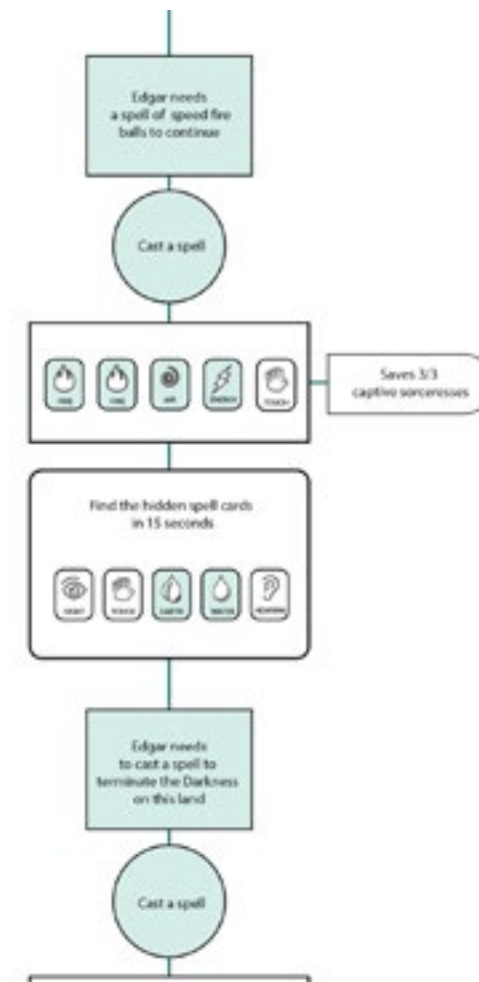 Edgar needs
a spell of speed fire
balls to continue
Cast a spell
FIRE FIRE AIR ENERGY TOUCH
Saves 3/3
captive sorceresses
Find the hidden spell cards
in 15 seconds
SIGHT TOUCH EARTH WATER HEARING
Edgar needs
to cast a spell to
terminate the Darkness
on this land
Cast a spell